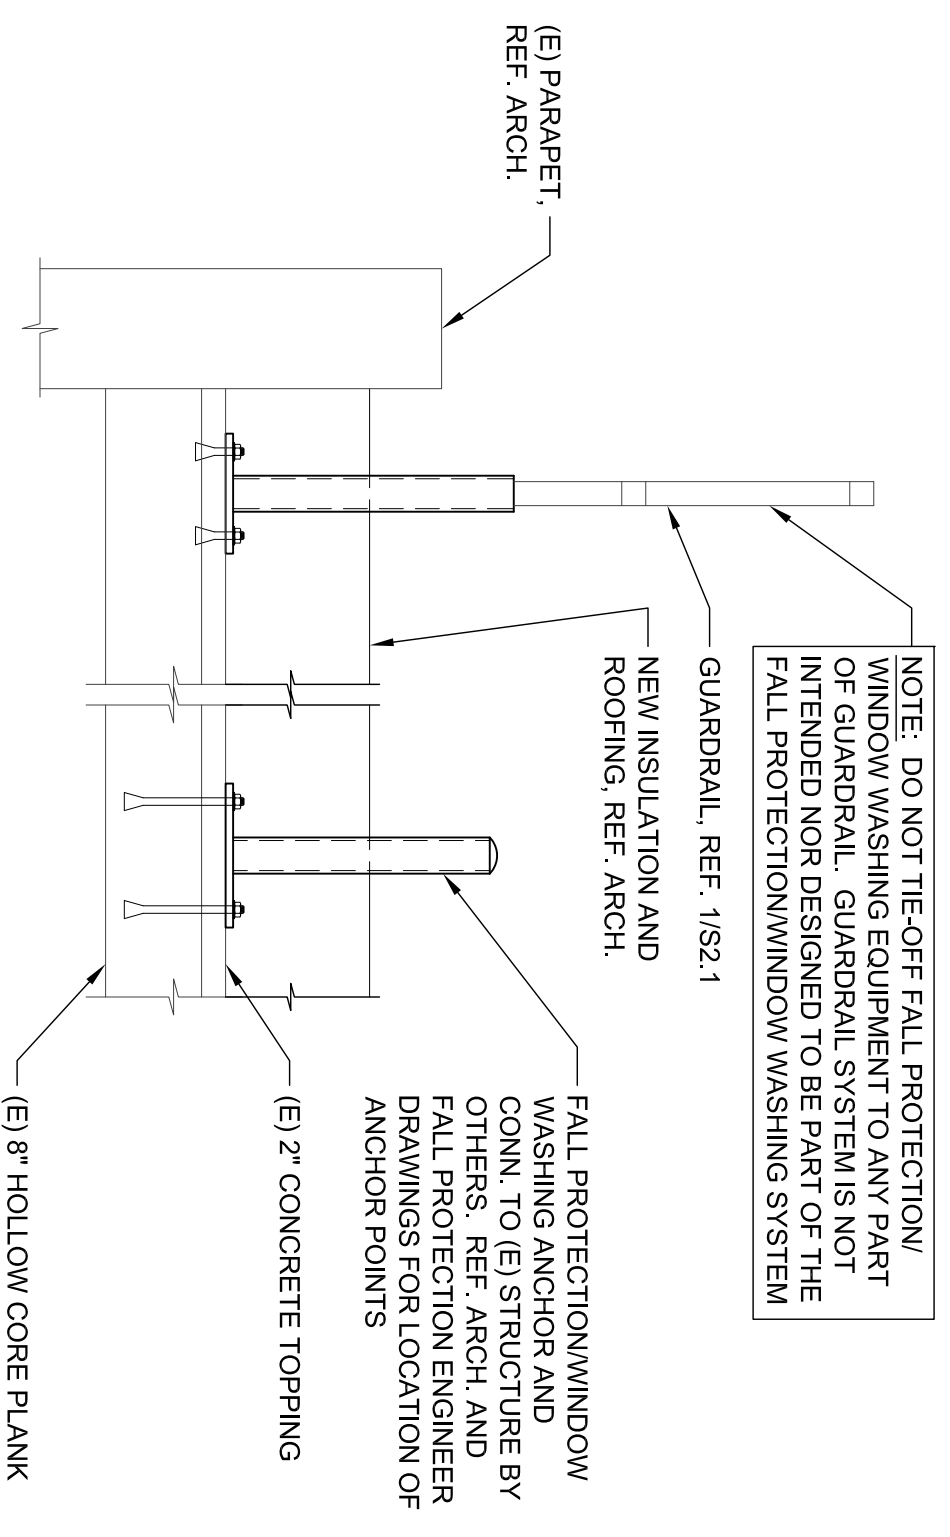 (E) PARAPET,
REF. ARCH.
NOTE: DO NOT TIE-OFF FALL PROTECTION/
WINDOW WASHING EQUIPMENT TO ANY PART
OF GUARDRAIL. GUARDRAIL SYSTEM IS NOT
INTENDED NOR DESIGNED TO BE PART OF THE
FALL PROTECTION/WINDOW WASHING SYSTEM
GUARDRAIL, REF. 1/S2.1
NEW INSULATION AND
ROOFING, REF. ARCH.
FALL PROTECTION/WINDOW
WASHING ANCHOR AND
CONN. TO (E) STRUCTURE BY
OTHERS. REF. ARCH. AND
FALL PROTECTION ENGINEER
DRAWINGS FOR LOCATION OF
ANCHOR POINTS
(E) 2" CONCRETE TOPPING
(E) 8" HOLLOW CORE PLANK